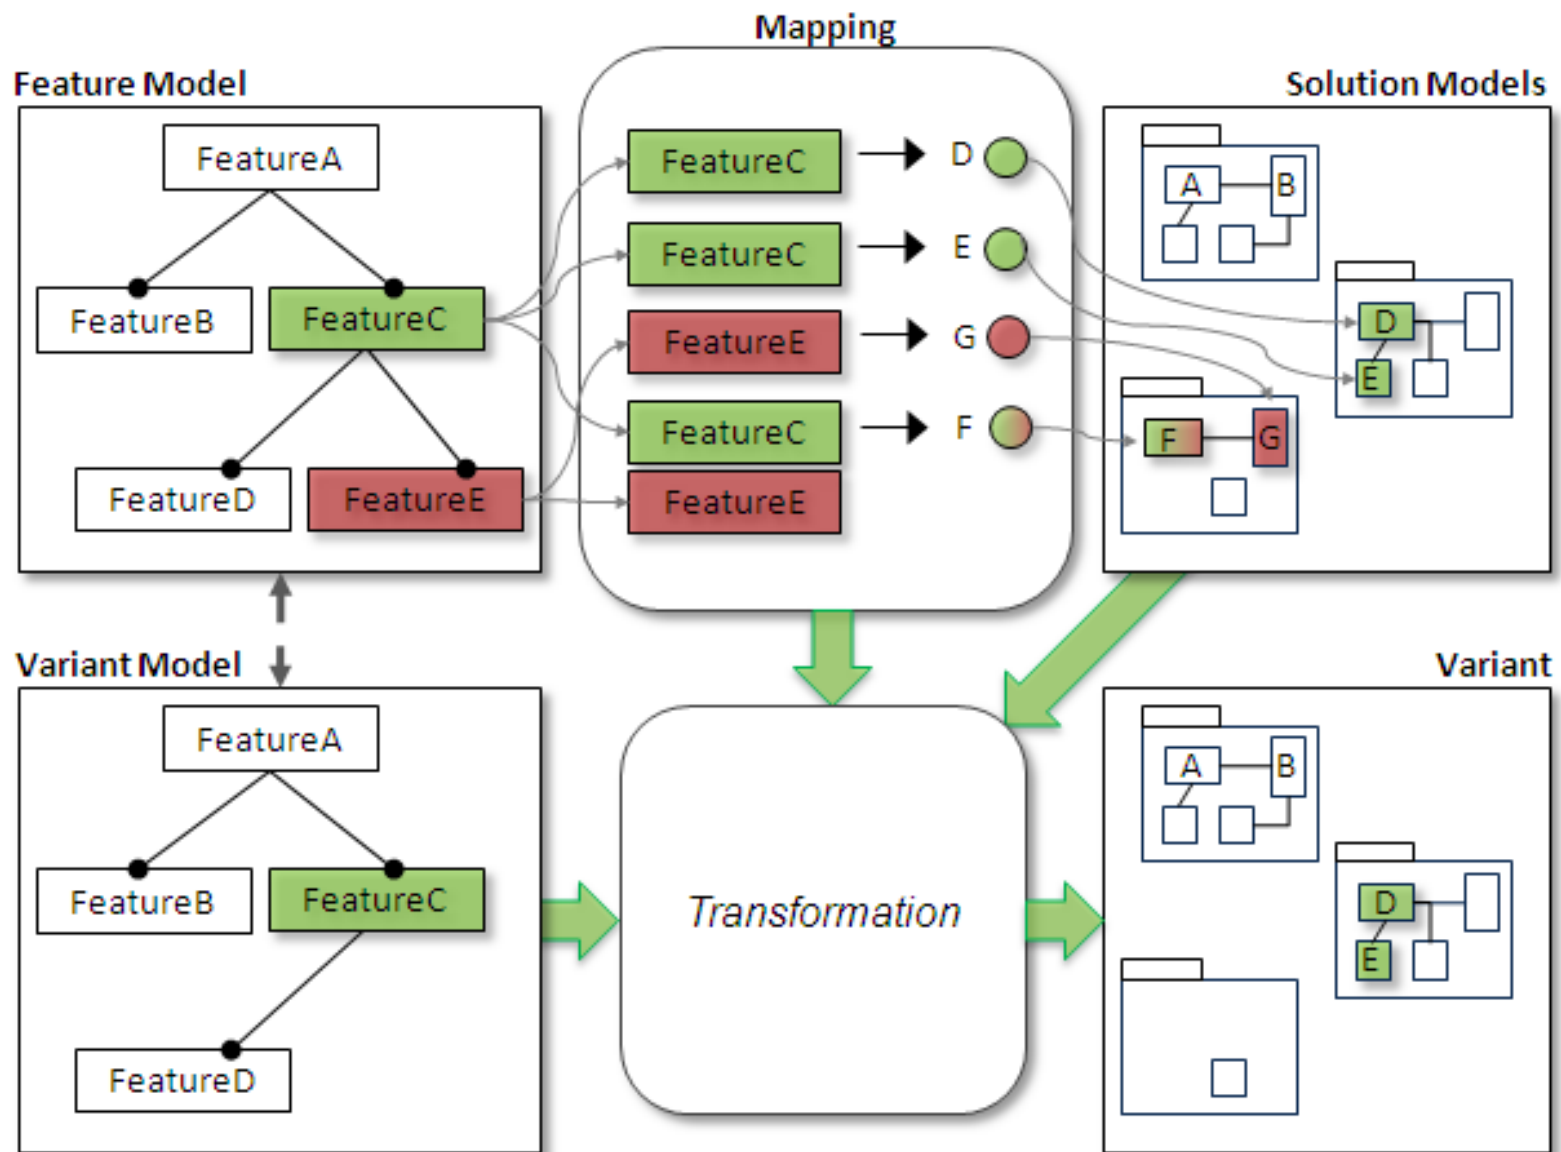 Mapping
Feature Model
Solution Models
FeatureA
FeatureB
FeatureC
FeatureD
FeatureE
FeatureC D
FeatureC E
FeatureE G
FeatureC F
FeatureE
A B
D
E
F G
Variant Model
Variant
FeatureA
FeatureB
FeatureC
FeatureD
Transformation
A B
D
E